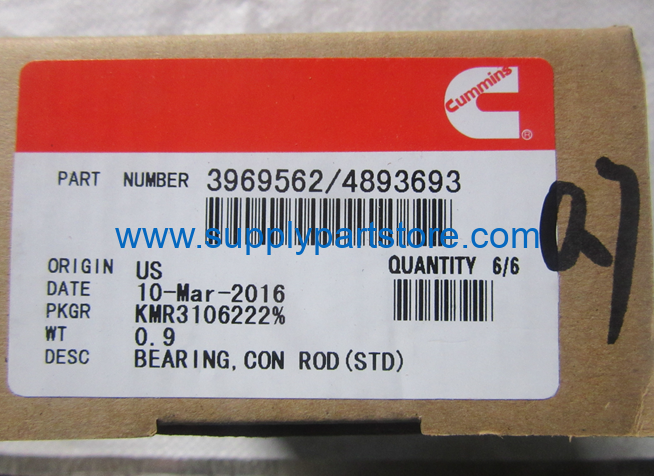 Cummins
®
PART NUMBER 3969562/4893693
www.supplypartstore.com
ORIGIN US
QUANTITY 6/6
DATE 10-Mar-2016
PKGR KMR3106222%
WT 0.9
DESC BEARING, CON ROD (STD)